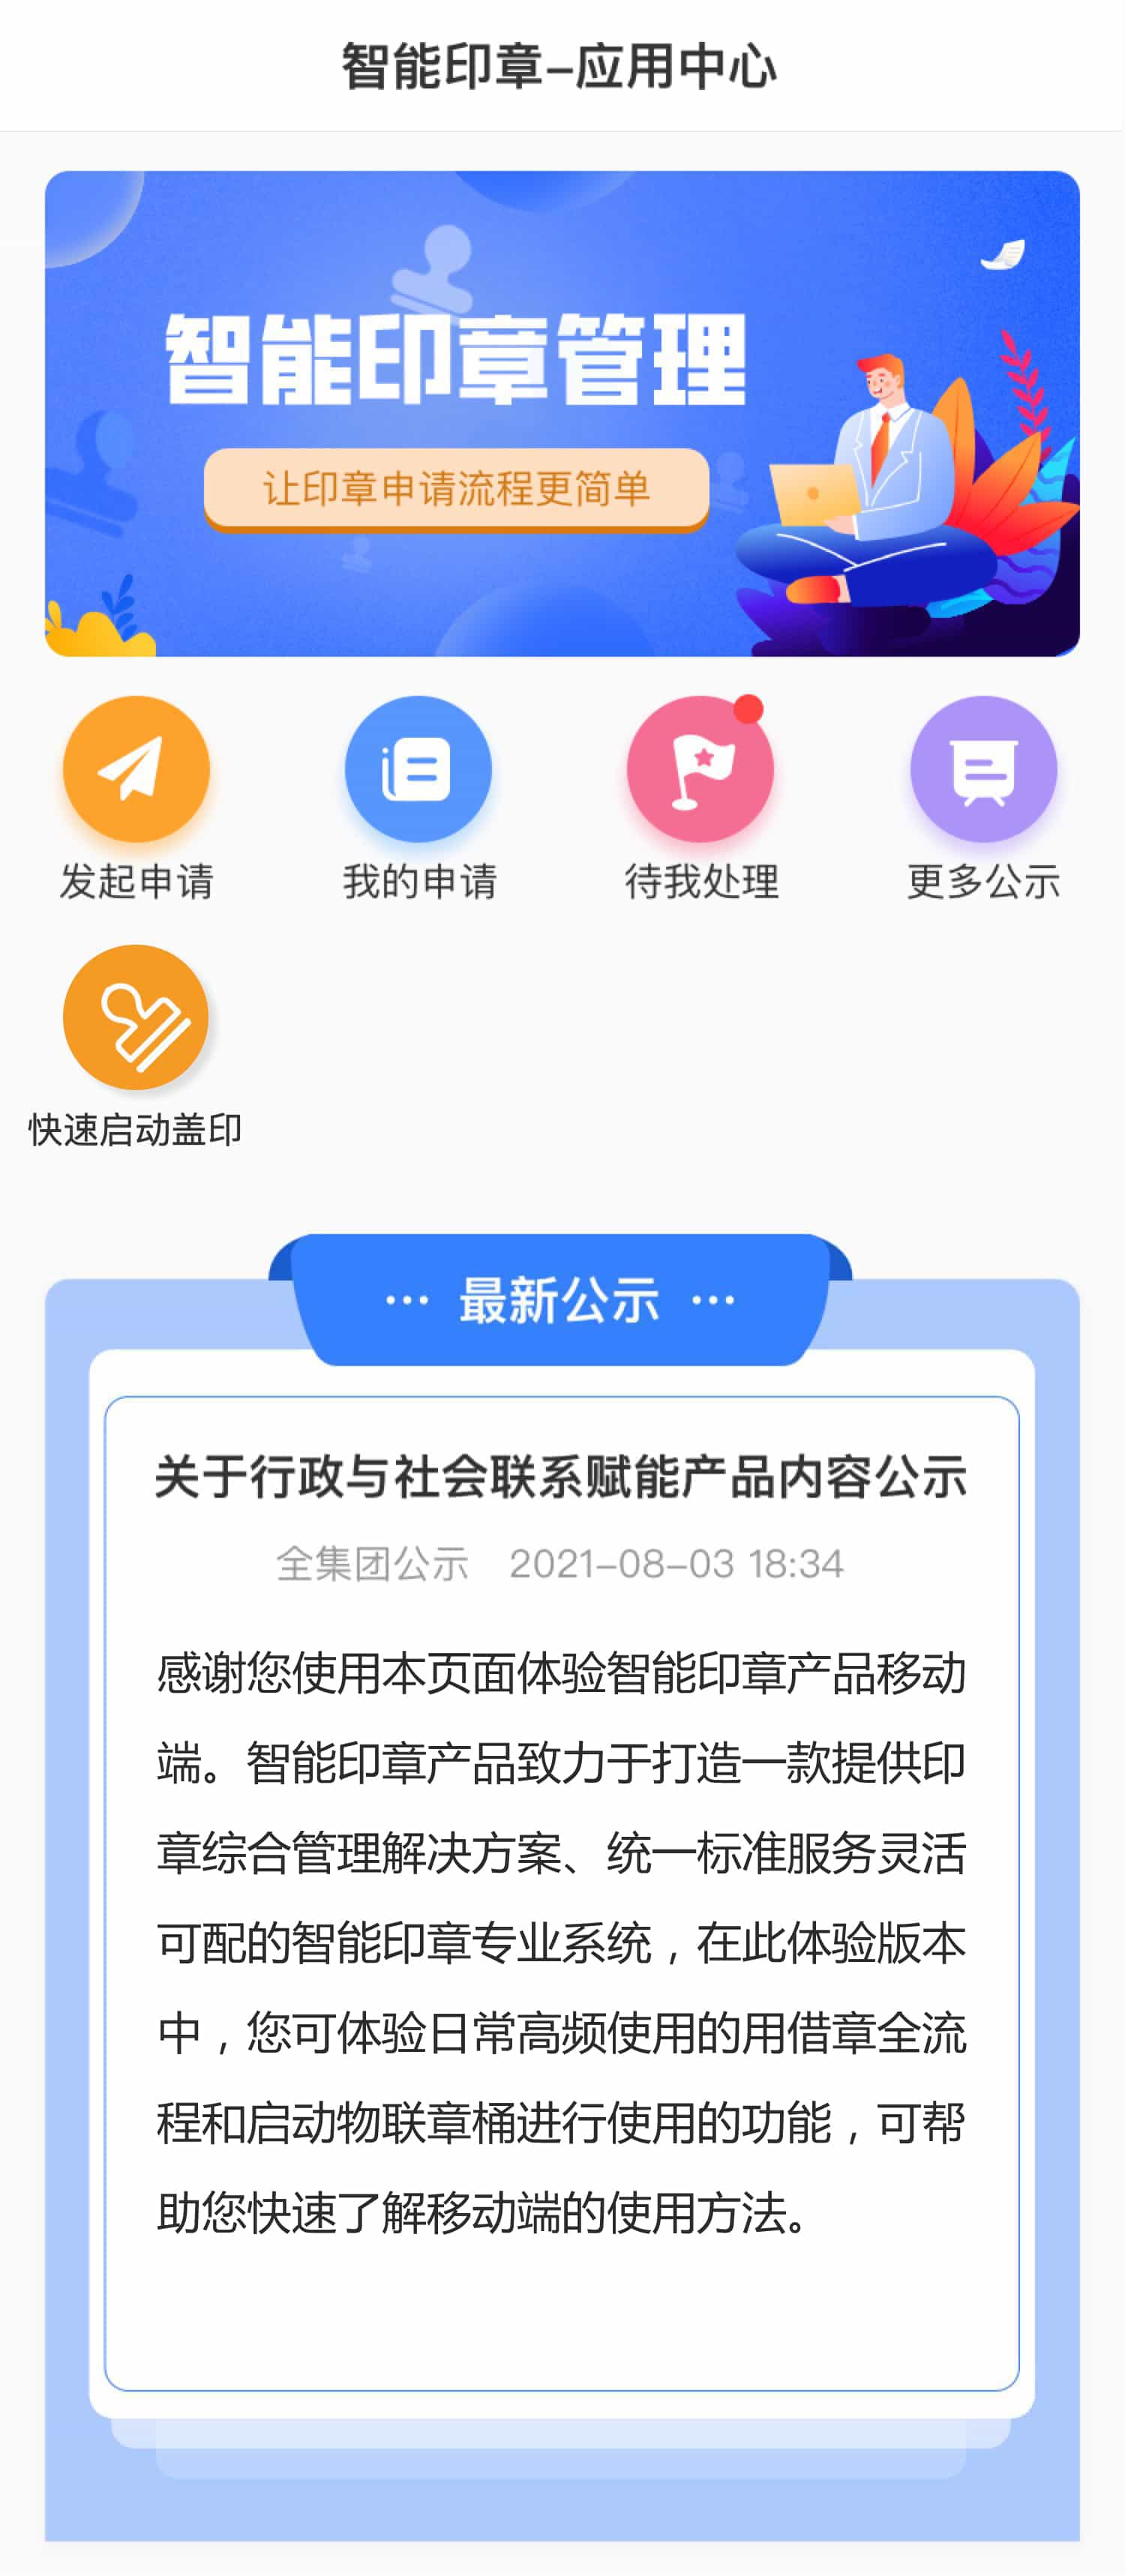 智能印章–应用中心
智能印章管理
让印章申请流程更简单
发起申请
我的申请
待我处理
更多公示
快速启动盖印
··· 最新公示 ···
关于行政与社会联系赋能产品内容公示
全集团公示 2021–08–03 18:34
感谢您使用本页面体验智能印章产品移动
端。智能印章产品致力于打造一款提供印
章综合管理解决方案、统一标准服务灵活
可配的智能印章专业系统，在此体验版本
中，您可体验日常高频使用的用借章全流
程和启动物联章桶进行使用的功能，可帮
助您快速了解移动端的使用方法。